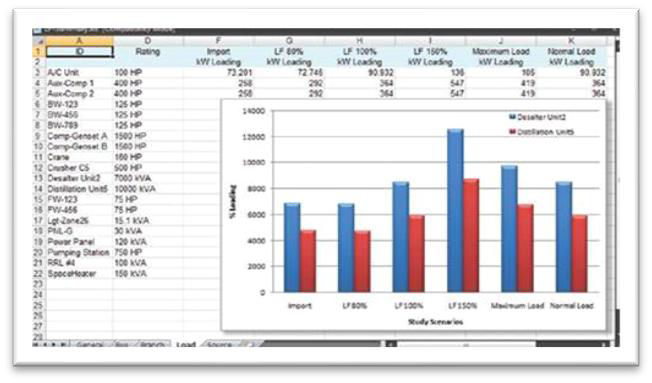 A D F G H I J K
1 ID Rating Import LF 80% LF 100% LF 150% Maximum Load Normal Load
2 kW Loading kW Loading kW Loading kW Loading kW Loading kW Loading
3 A/C Unit 100 HP 73.201 72.746 90.932 136 105 90.932
4 Aux-Comp 1 400 HP 258 292 364 547 419 364
5 Aux-Comp 2 400 HP 258 292 364 547 419 364
6 BW-123 125 HP
7 BW-456 125 HP
8 BW-789 125 HP
9 Comp-Genset A 1500 HP
10 Comp-Genset B 1500 HP
11 Crane 160 HP
12 Crusher C5 500 HP
13 Desalter Unit2 7000 kVA
14 Distillation Unit5 10000 kVA
15 FW-123 75 HP
16 FW-456 75 HP
17 Lgt-Zone26 15.1 kVA
18 PNL-G 30 kVA
19 Power Panel 120 kVA
20 Pumping Station 750 HP
21 RRL #4 100 kVA
22 SpaceHeater 150 kVA
23
24
25
26
27
28
14000
12000
10000
8000
6000
4000
2000
0
% Loading
Desalter Unit2
Distillation Unit5
Import LF 80% LF 100% LF 150% Maximum Load Normal Load
Study Scenarios
General Bus Branch Load Source